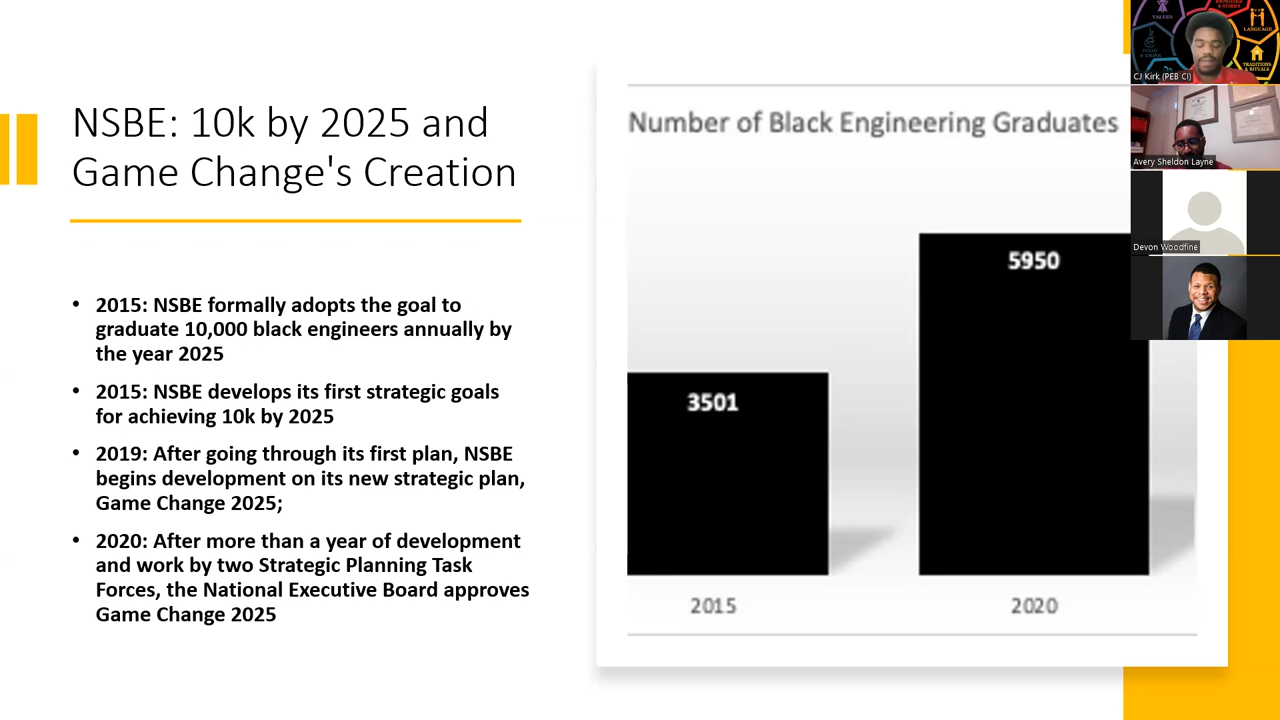 NSBE: 10k by 2025 and
Game Change's Creation
• 2015: NSBE formally adopts the goal to
graduate 10,000 black engineers annually by
the year 2025
• 2015: NSBE develops its first strategic goals
for achieving 10k by 2025
• 2019: After going through its first plan, NSBE
begins development on its new strategic plan,
Game Change 2025;
• 2020: After more than a year of development
and work by two Strategic Planning Task
Forces, the National Executive Board approves
Game Change 2025
Number of Black Engineering Graduates
3501
5950
2015
2020
VALUES
& STORIES
LANGUAGE
FOOD
& DRINK
TRADITIONS
& RITUALS
CJ Kirk (PEB CI)
Avery Sheldon Layne
Devon Woodfine